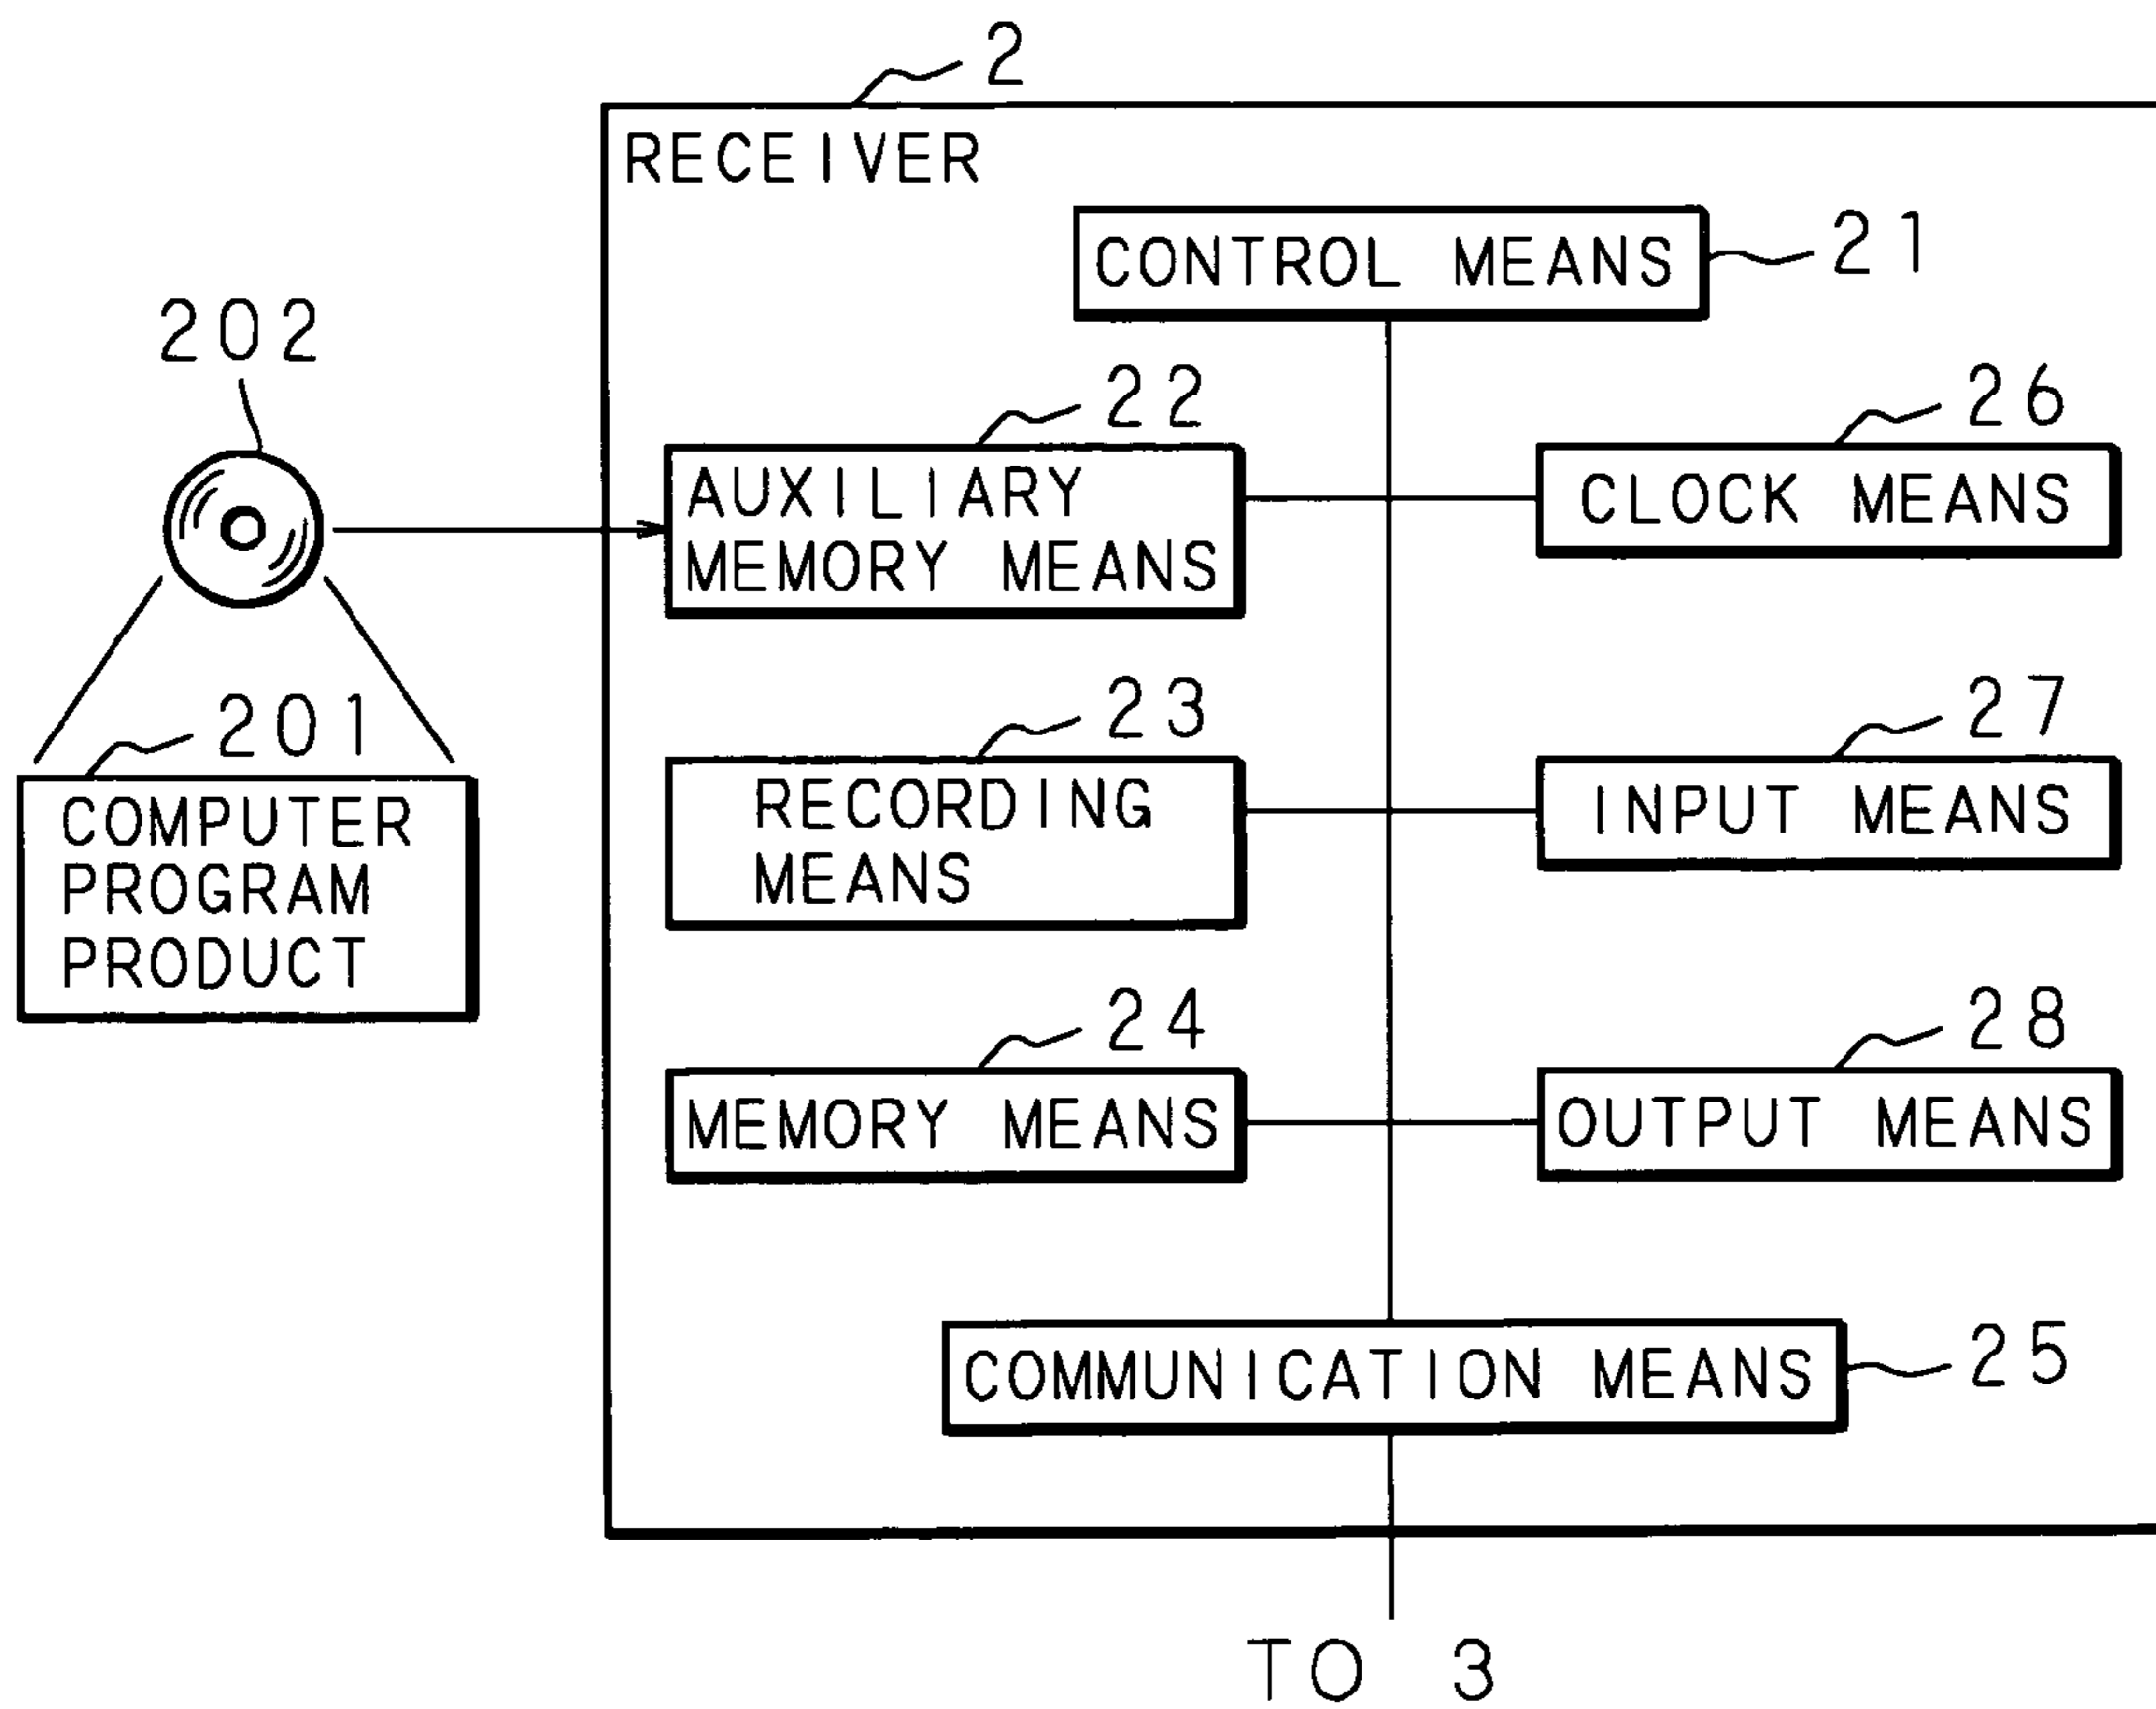 2
RECEIVER
CONTROL MEANS
21
202
22
26
AUXILIARY
MEMORY MEANS
CLOCK MEANS
201
23
27
COMPUTER
PROGRAM
PRODUCT
RECORDING
MEANS
INPUT MEANS
24
28
MEMORY MEANS
OUTPUT MEANS
COMMUNICATION MEANS
25
TO 3